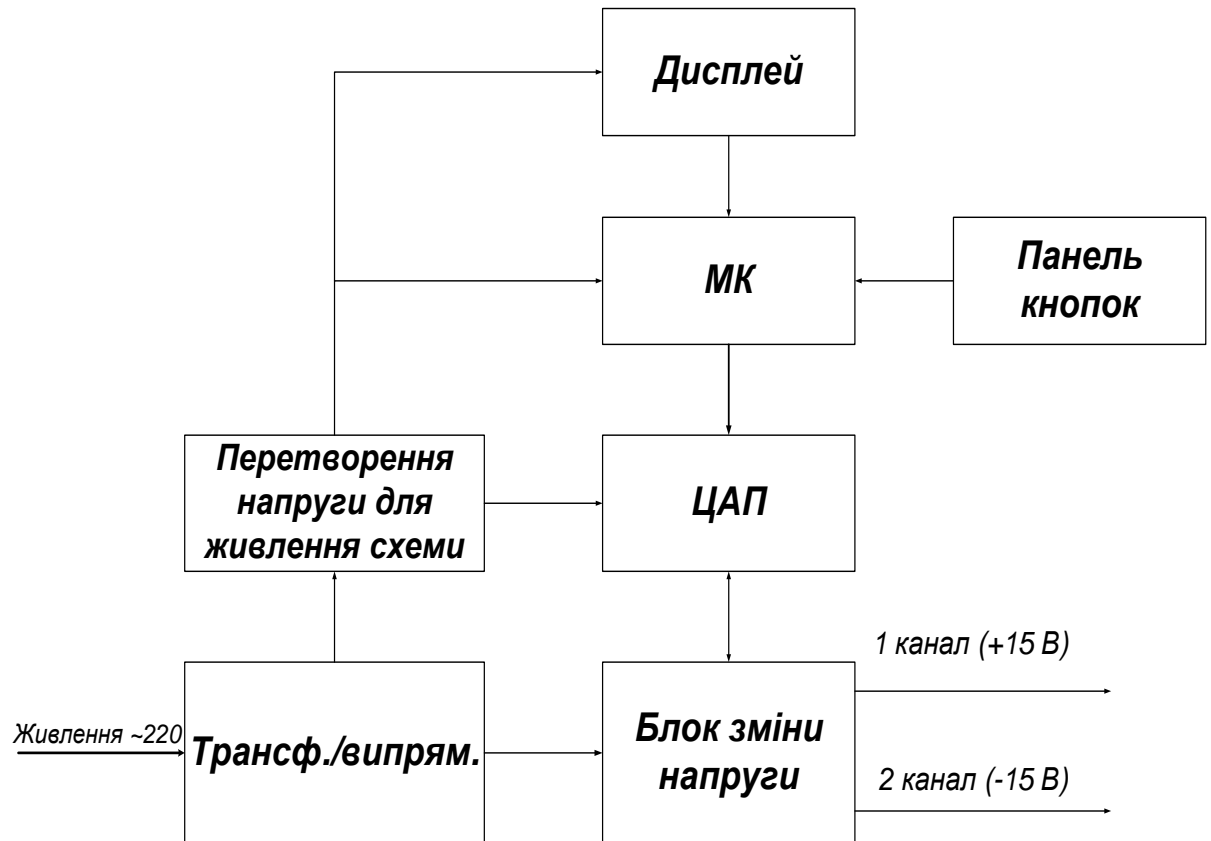 Дисплей
МК
Панель
кнопок
Перетворення
напруги для
живлення схеми
ЦАП
1 канал (+15 В)
Живлення ~220
Трансф./випрям.
Блок зміни
напруги
2 канал (-15 В)